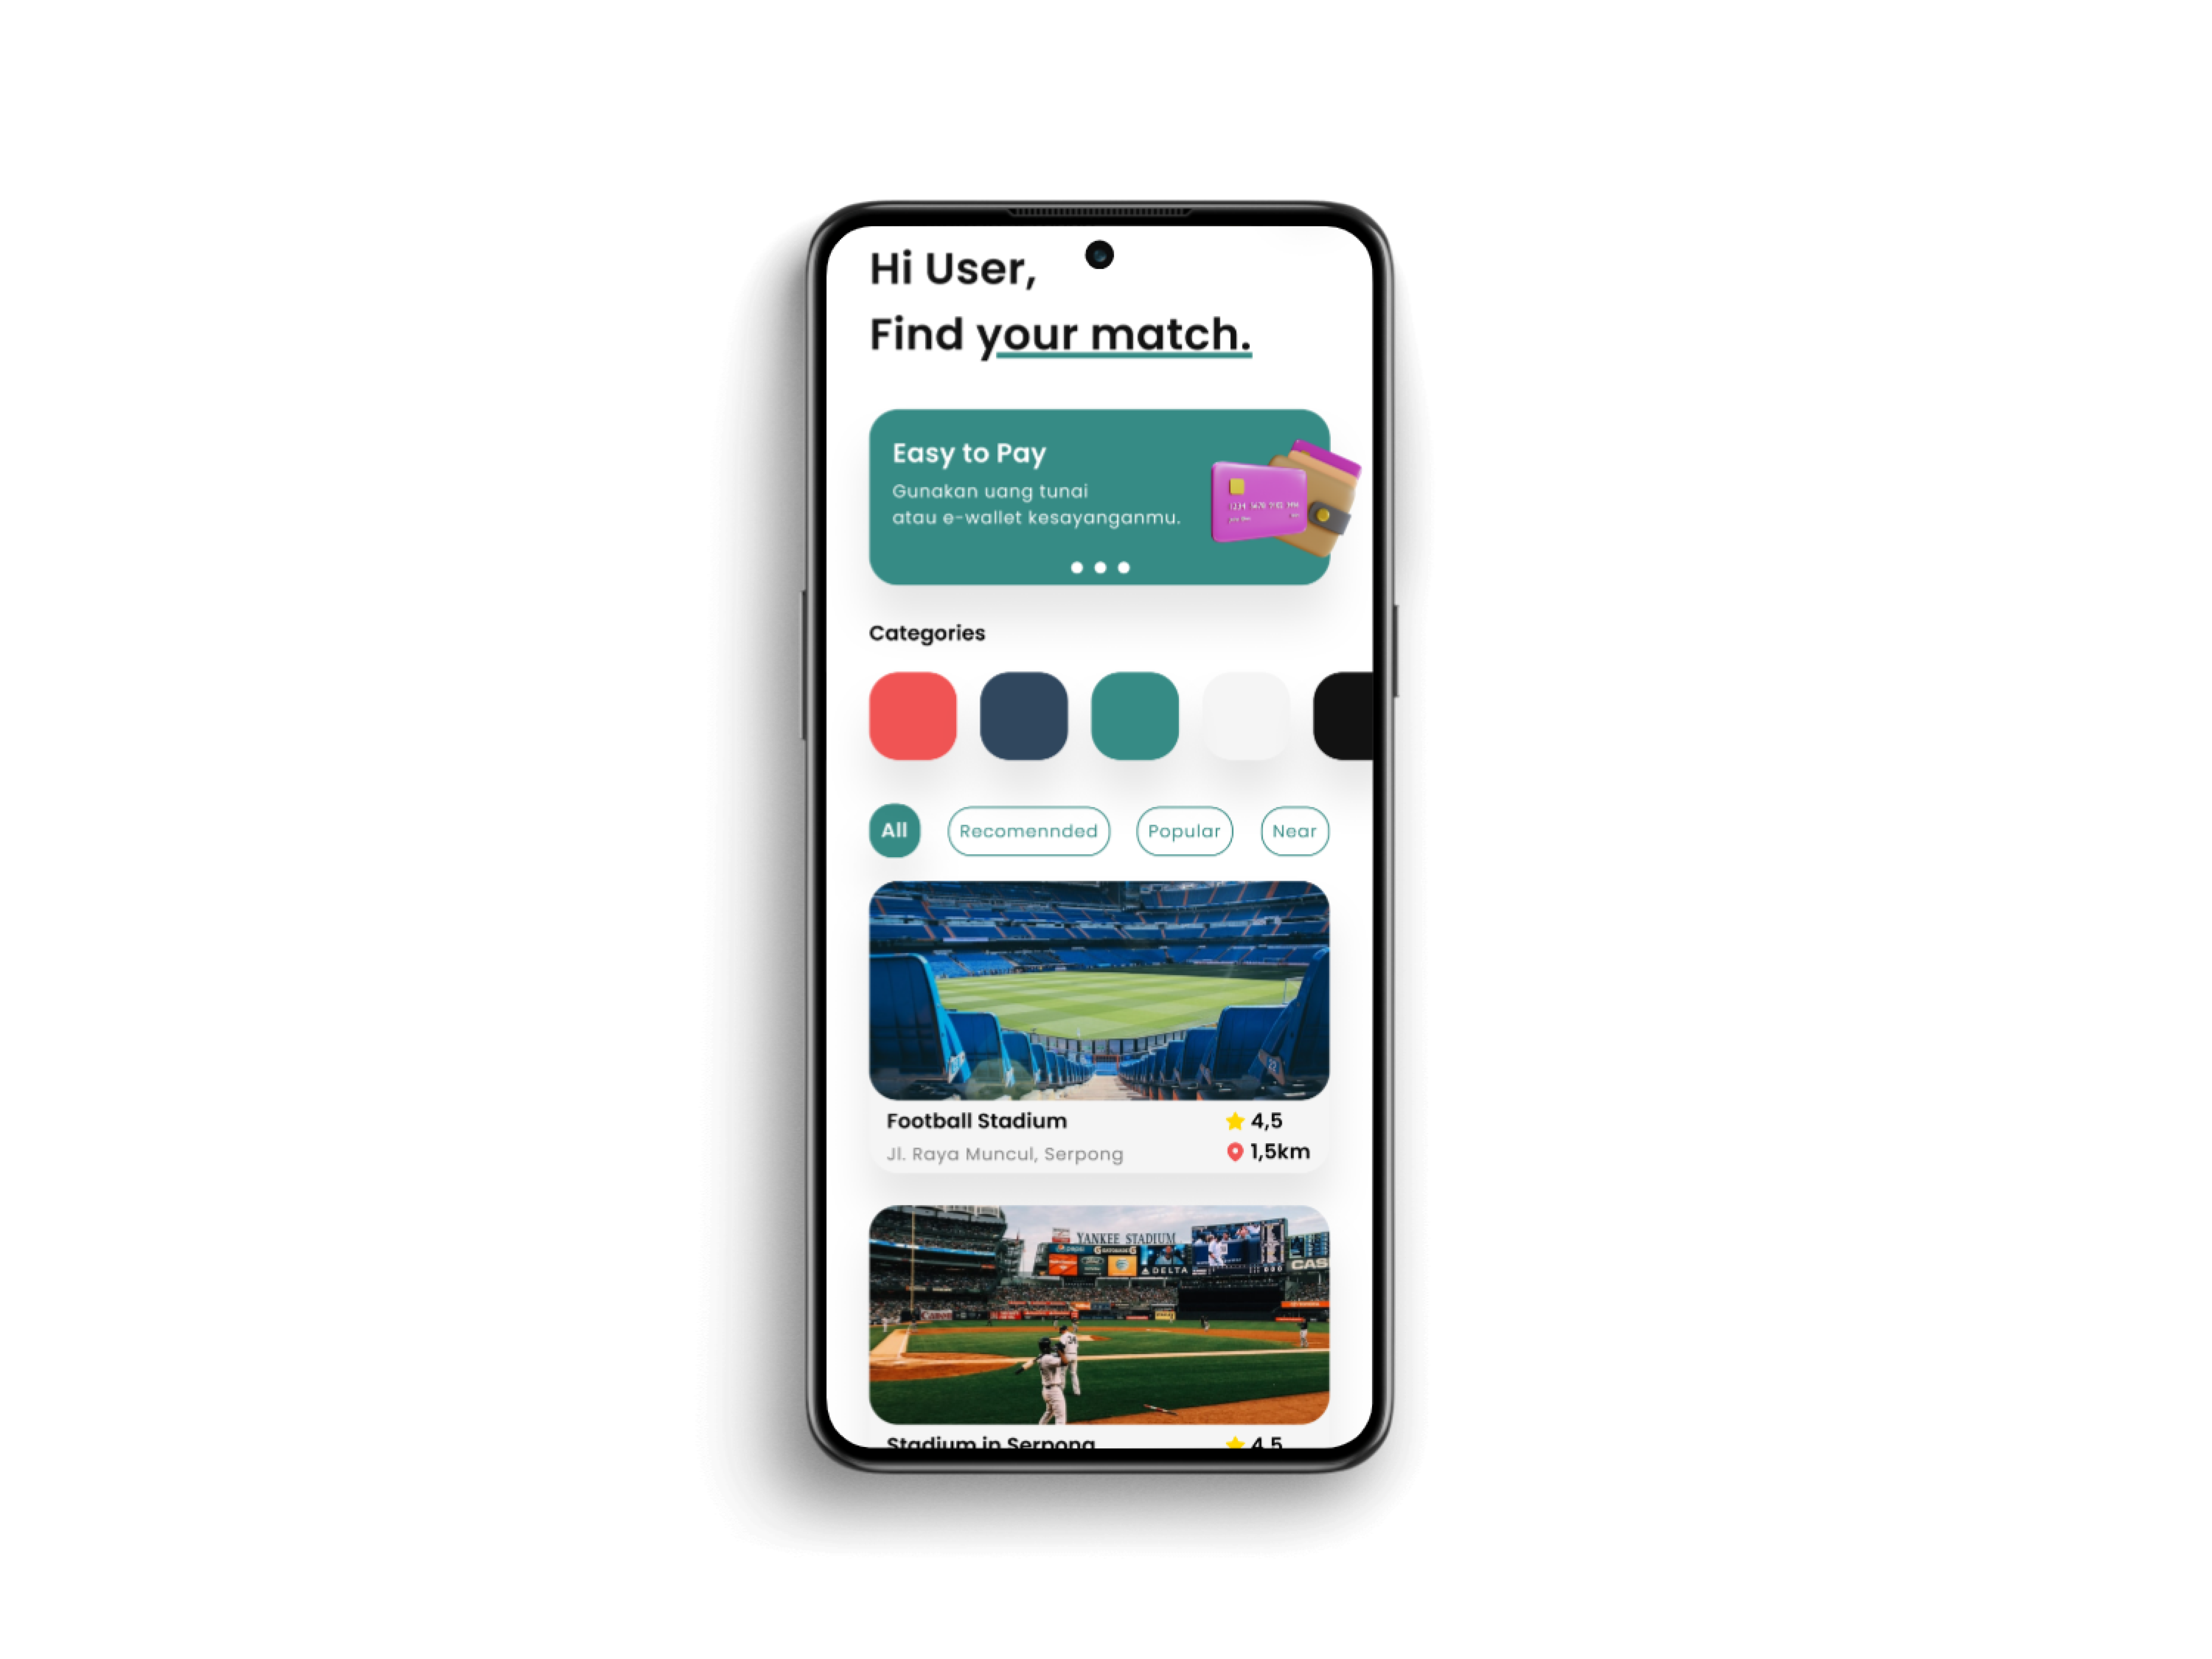 Hi User,
Find your match.
Easy to Pay
Gunakan uang tunai
atau e-wallet kesayanganmu.
Categories
All
Recomennded
Popular
Near
Football Stadium
4,5
Jl. Raya Muncul, Serpong
1,5km
YANKEE STADIUM
DELTA
CAS
Stadium in Serpong
4,5